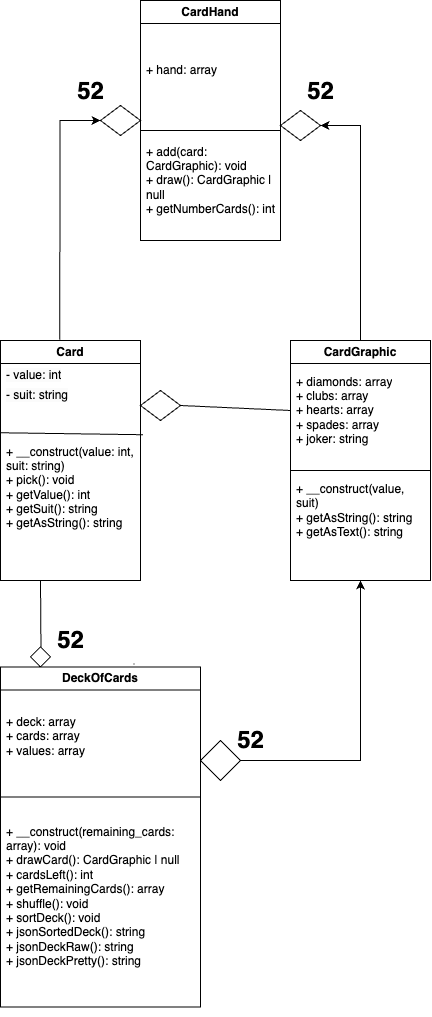 CardHand
52
52
+ hand: array
+ add(card:
CardGraphic): void
+ draw(): CardGraphic |
null
+ getNumberCards(): int
Card
- value: int
- suit: string
+ __construct(value: int,
suit: string)
+ pick(): void
+ getValue(): int
+ getSuit(): string
+ getAsString(): string
CardGraphic
+ diamonds: array
+ clubs: array
+ hearts: array
+ spades: array
+ joker: string
+ __construct(value,
suit)
+ getAsString(): string
+ getAsText(): string
52
DeckOfCards
+ deck: array
+ cards: array
+ values: array
52
+ __construct(remaining_cards:
array): void
+ drawCard(): CardGraphic | null
+ cardsLeft(): int
+ getRemainingCards(): array
+ shuffle(): void
+ sortDeck(): void
+ jsonSortedDeck(): string
+ jsonDeckRaw(): string
+ jsonDeckPretty(): string